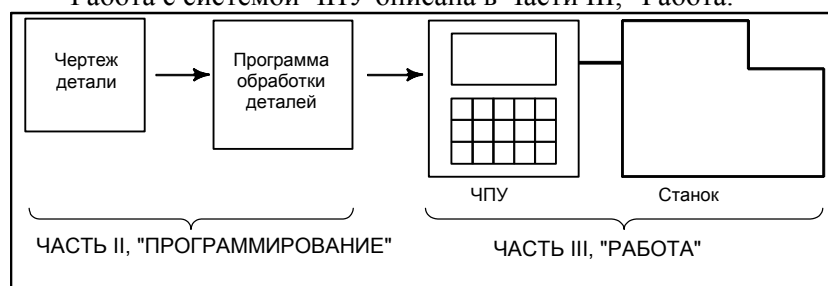 Работа с системой ЧПУ описана в Части III, "Работа."
Чертеж
детали
Программа
обработки
деталей
ЧПУ
Станок
ЧАСТЬ II, "ПРОГРАММИРОВАНИЕ"
ЧАСТЬ III, "РАБОТА"